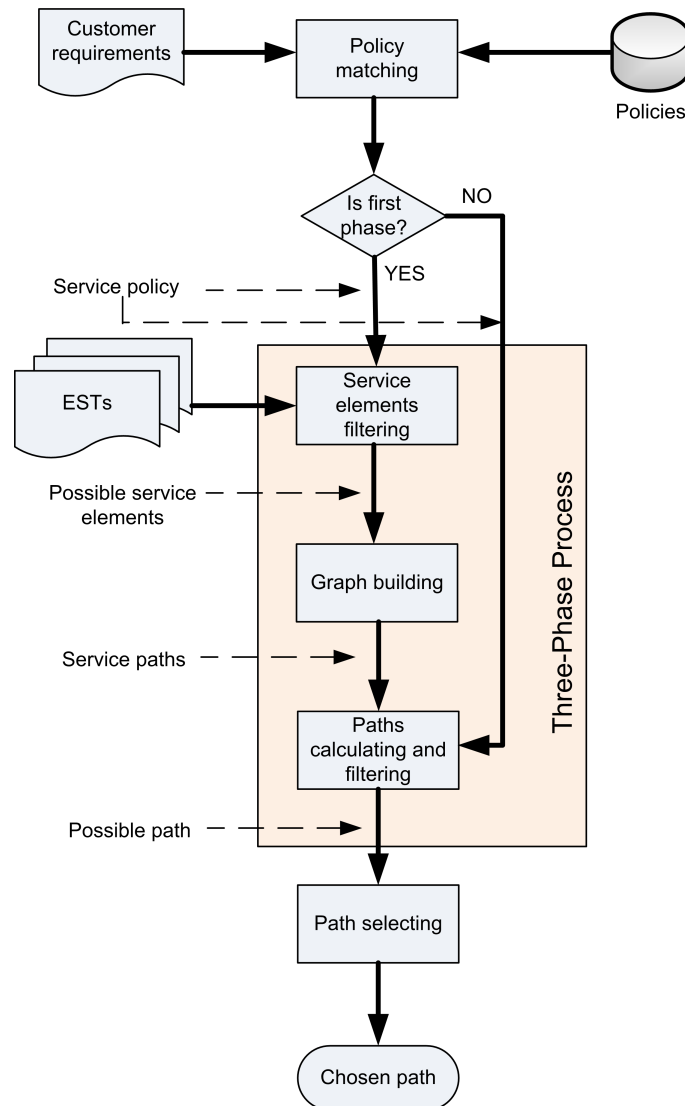 Customer
requirements
Policy
matching
Policies
Is first
phase?
NO
YES
Service policy
ESTs
Service
elements
filtering
Possible service
elements
Three-Phase Process
Graph building
Service paths
Paths
calculating and
filtering
Possible path
Path selecting
Chosen path